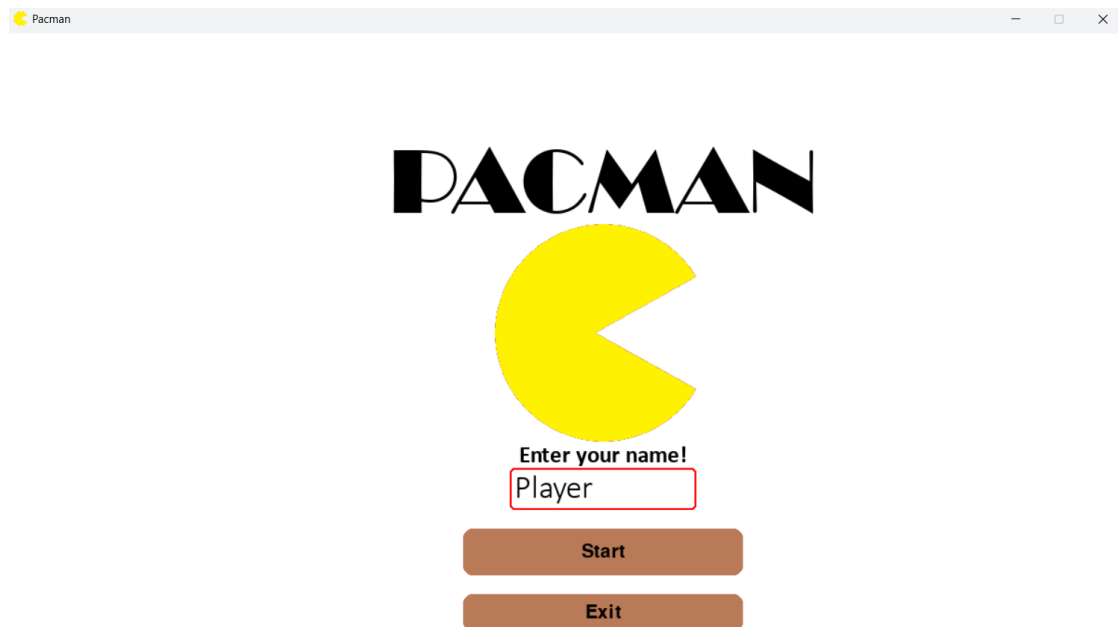 Pacman
PACMAN
Enter your name!
Player
Start
Exit